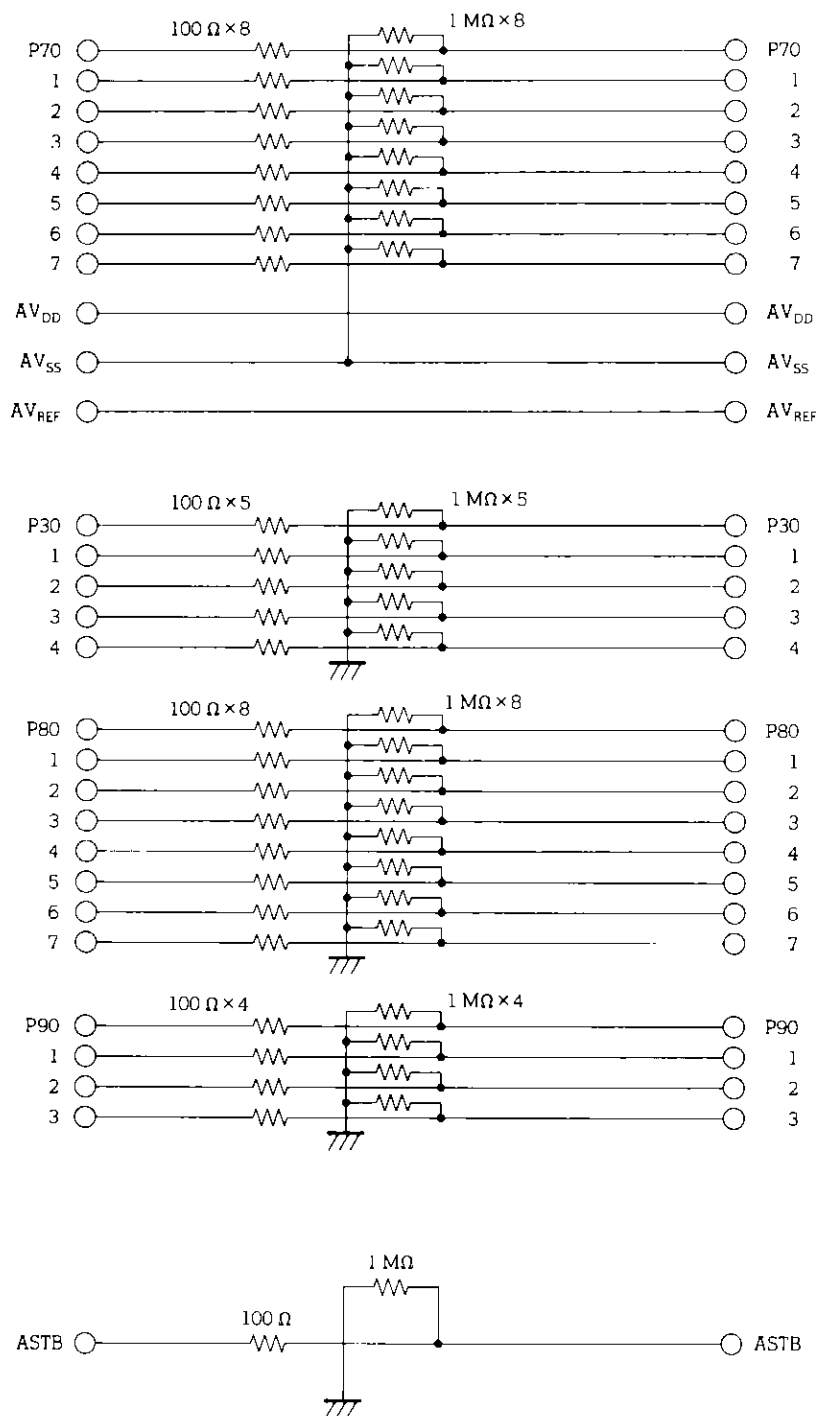 100 Ω×8 1 MΩ×8
P70 P70
1 1
2 2
3 3
4 4
5 5
6 6
7 7
AVDD AVDD
AVSS AVSS
AVREF AVREF
100 Ω×5 1 MΩ×5
P30 P30
1 1
2 2
3 3
4 4
100 Ω×8 1 MΩ×8
P80 P80
1 1
2 2
3 3
4 4
5 5
6 6
7 7
100 Ω×4 1 MΩ×4
P90 P90
1 1
2 2
3 3
1 MΩ
100 Ω
ASTB ASTB